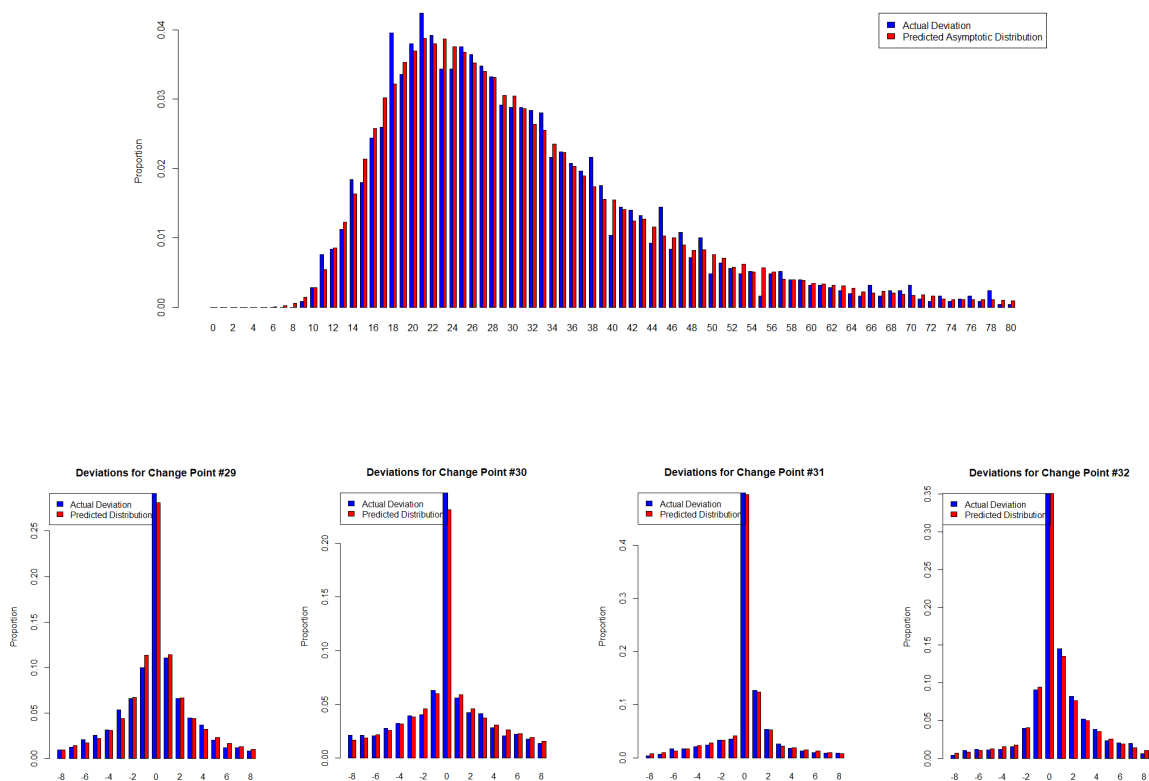 Actual Deviation
Predicted Asymptotic Distribution
Proportion
0.00 0.01 0.02 0.03 0.04
0 2 4 6 8 10 12 14 16 18 20 22 24 26 28 30 32 34 36 38 40 42 44 46 48 50 52 54 56 58 60 62 64 66 68 70 72 74 76 78 80
Deviations for Change Point #29
Actual Deviation
Predicted Distribution
Proportion
0.00 0.05 0.10 0.15 0.20 0.25
-8 -6 -4 -2 0 2 4 6 8
Deviations for Change Point #30
Actual Deviation
Predicted Distribution
Proportion
0.00 0.05 0.10 0.15 0.20
-8 -6 -4 -2 0 2 4 6 8
Deviations for Change Point #31
Actual Deviation
Predicted Distribution
Proportion
0.0 0.1 0.2 0.3 0.4
-8 -6 -4 -2 0 2 4 6 8
Deviations for Change Point #32
Actual Deviation
Predicted Distribution
Proportion
0.00 0.05 0.10 0.15 0.20 0.25 0.30 0.35
-8 -6 -4 -2 0 2 4 6 8